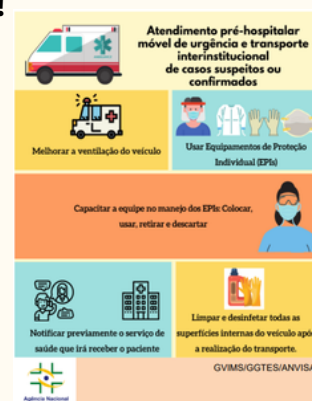 !
Atendimento pré-hospitalar
móvel de urgência e transporte
interinstitucional
de casos suspeitos ou
confirmados
Melhorar a ventilação do veículo
Usar Equipamentos de Proteção
Individual (EPIs)
Capacitar a equipe no manejo dos EPIs: Colocar,
usar, retirar e descartar
Notificar previamente o serviço de
saúde que irá receber o paciente
Limpar e desinfetar todas as
superfícies internas do veículo após
a realização do transporte.
GVIMS/GGTES/ANVISA
Agência Nacional